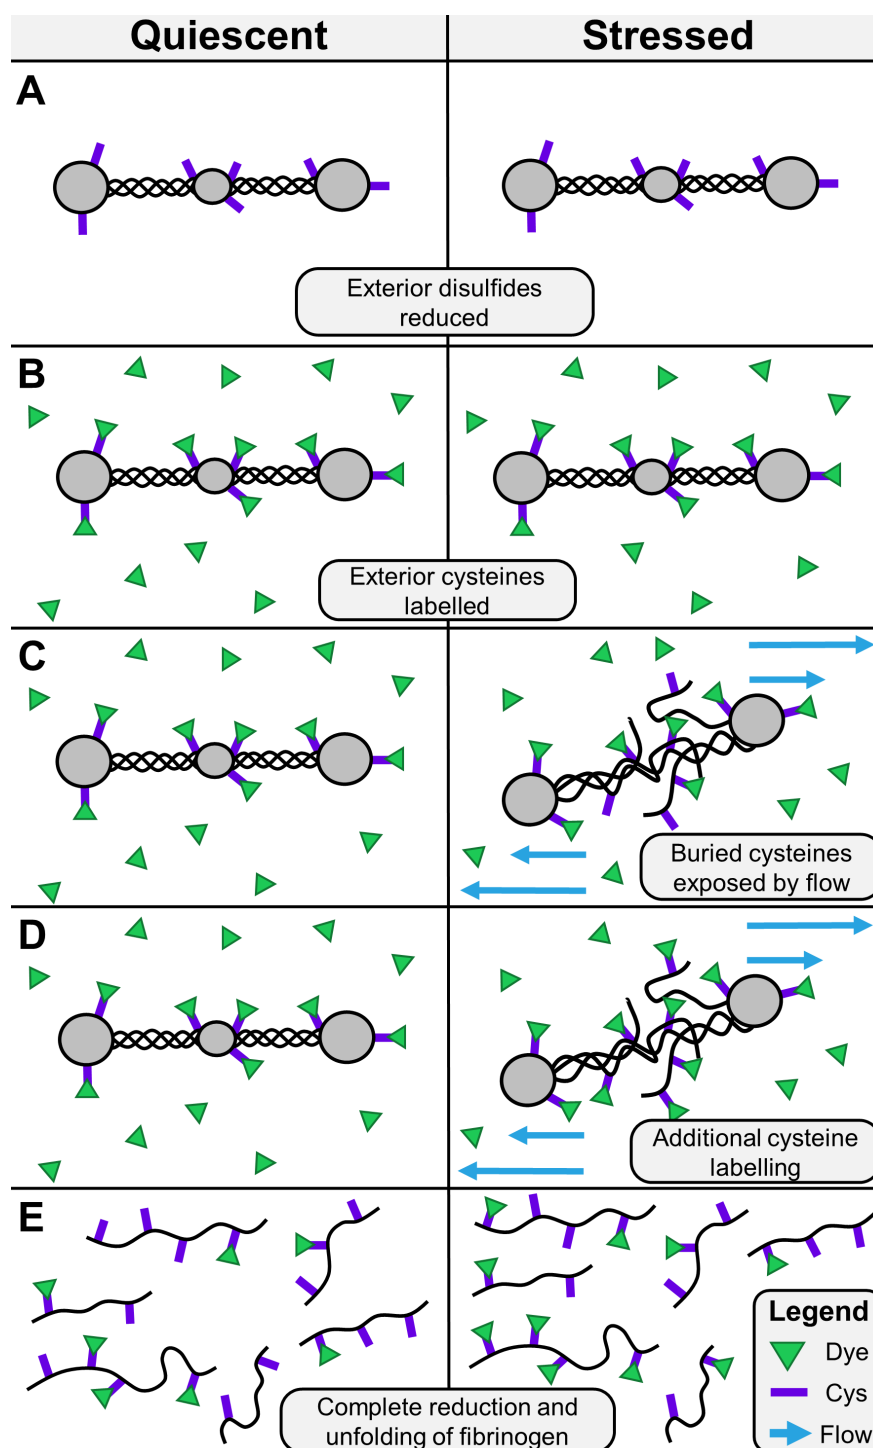 Quiescent
Stressed
A
Exterior disulfides
reduced
B
Exterior cysteines
labelled
C
Buried cysteines
exposed by flow
D
Additional cysteine
labelling
E
Legend
Dye
Cys
Flow
Complete reduction and
unfolding of fibrinogen